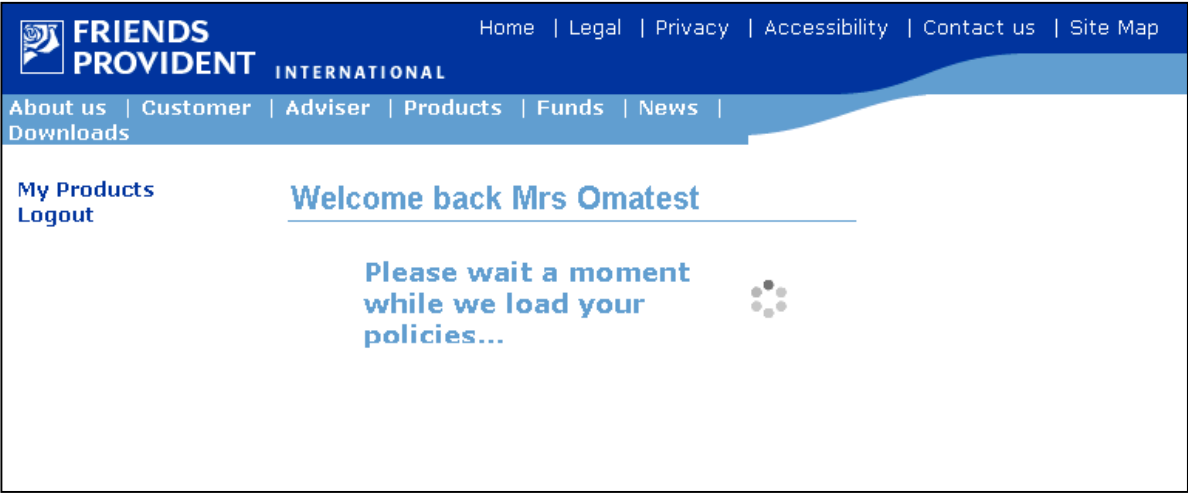 FRIENDS
PROVIDENT INTERNATIONAL
Home | Legal | Privacy | Accessibility | Contact us | Site Map
About us | Customer | Adviser | Products | Funds | News |
Downloads
My Products
Logout
Welcome back Mrs Omatest
Please wait a moment
while we load your
policies...